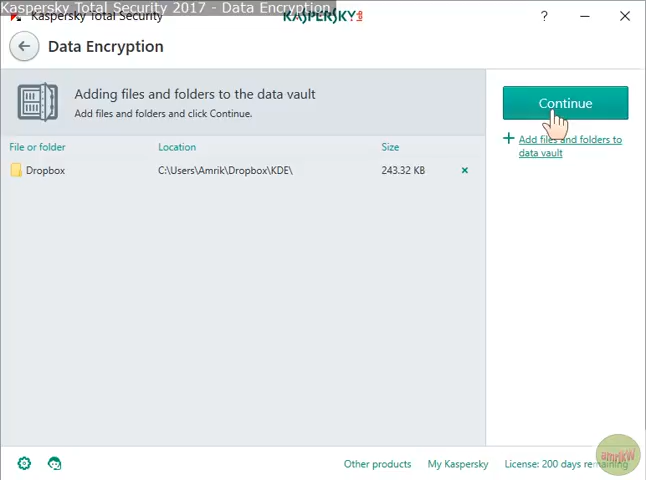 Kaspersky Total Security 2017 - Data Encryption
Kaspersky Total Security
KASPERSKY lab
?
Data Encryption
Adding files and folders to the data vault
Add files and folders and click Continue.
Continue
Add files and folders to
data vault
File or folder Location Size
Dropbox C:\Users\Amrik\Dropbox\KDE\ 243.32 KB
Other products My Kaspersky License: 200 days remaining
amrikW